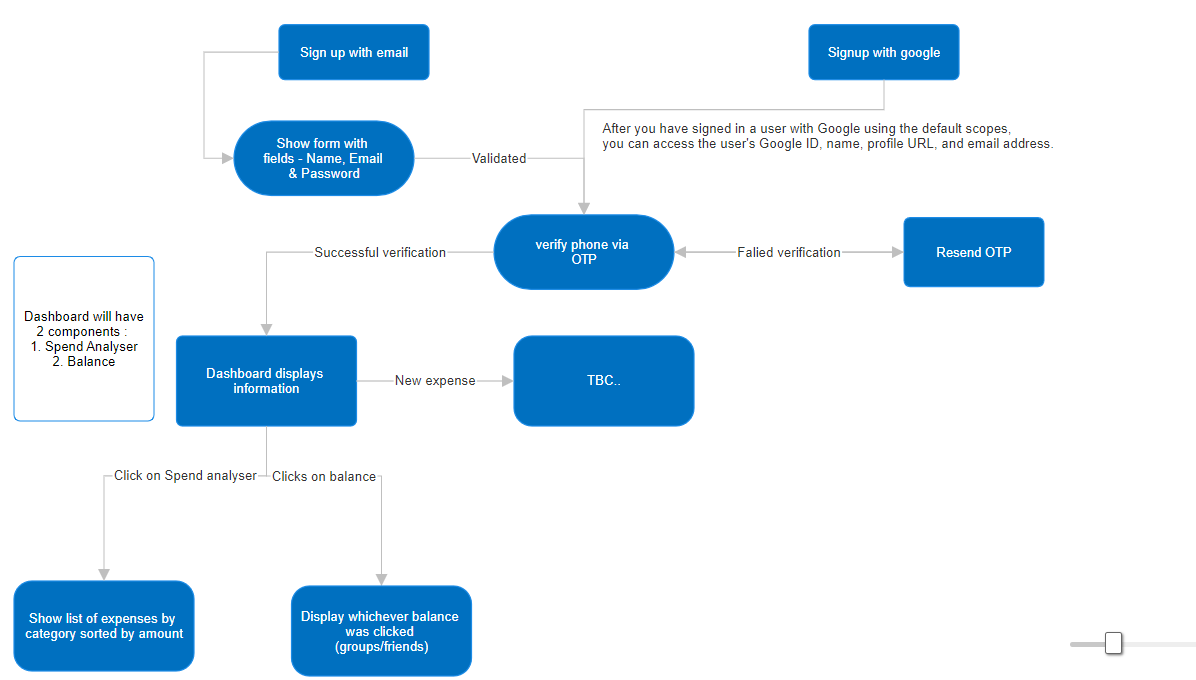 Sign up with email
Signup with google
Show form with
fields - Name, Email
& Password
Validated
After you have signed in a user with Google using the default scopes,
you can access the user's Google ID, name, profile URL, and email address.
verify phone via
OTP
Successful verification
Falied verification
Resend OTP
Dashboard will have
2 components :
1. Spend Analyser
2. Balance
Dashboard displays
information
New expense
TBC..
Click on Spend analyser
Clicks on balance
Show list of expenses by
category sorted by amount
Display whichever balance
was clicked
(groups/friends)